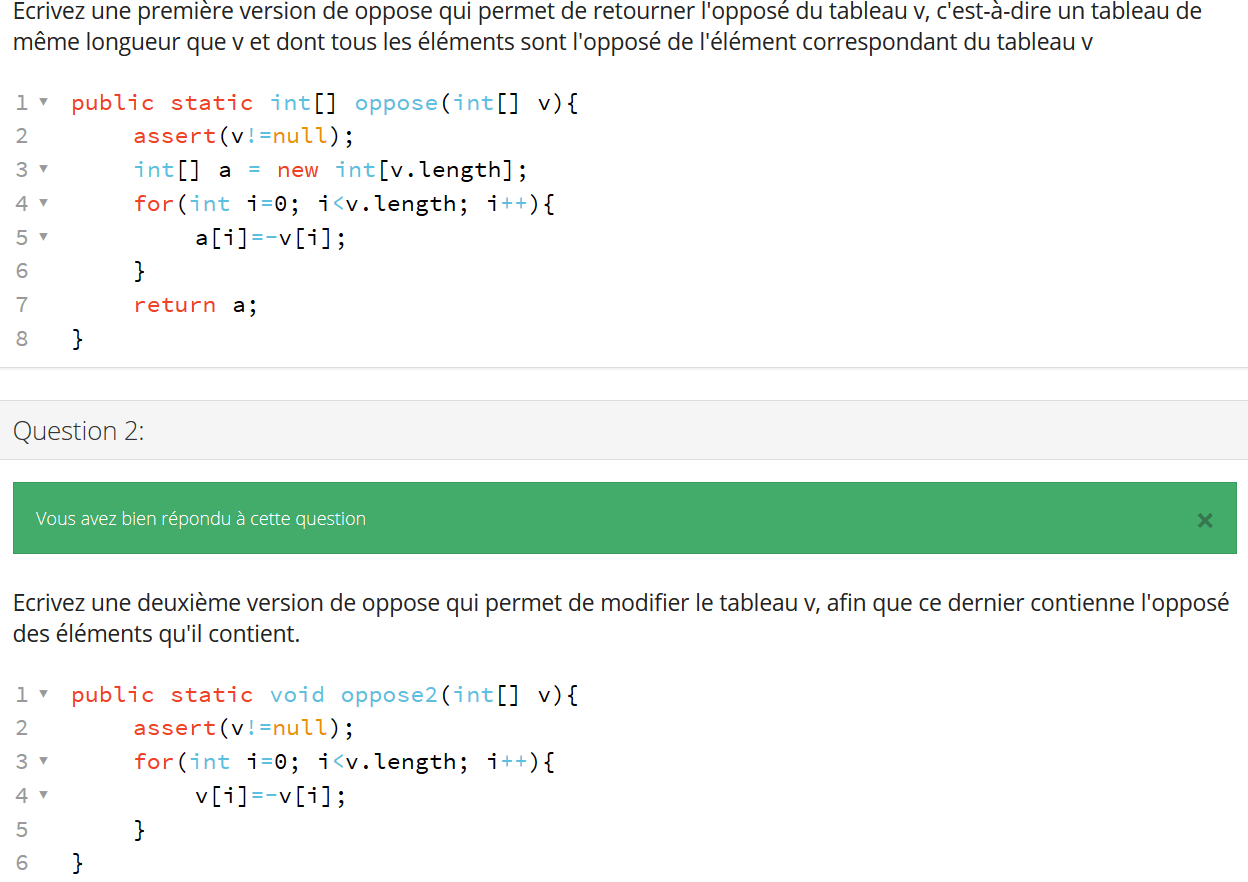 Ecrivez une première version de oppose qui permet de retourner l'opposé du tableau v, c'est-à-dire un tableau de
même longueur que v et dont tous les éléments sont l'opposé de l'élément correspondant du tableau v
1 public static int[] oppose(int[] v){
2 assert(v!=null);
3 int[] a = new int[v.length];
4 for(int i=0; i<v.length; i++){
5 a[i]=-v[i];
6 }
7 return a;
8 }
Question 2:
Vous avez bien répondu à cette question ×
Ecrivez une deuxième version de oppose qui permet de modifier le tableau v, afin que ce dernier contienne l'opposé
des éléments qu'il contient.
1 public static void oppose2(int[] v){
2 assert(v!=null);
3 for(int i=0; i<v.length; i++){
4 v[i]=-v[i];
5 }
6 }